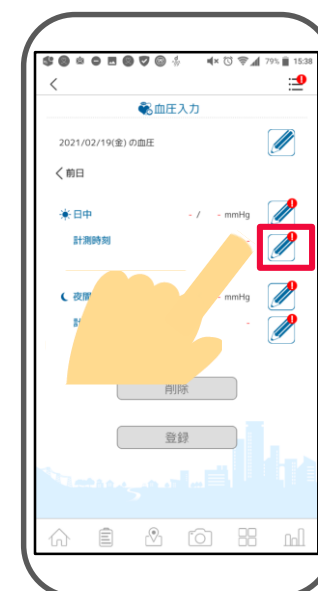 79% 15:38
血圧入力
2021/02/19(金) の血圧
前日
日中 - / - mmHg
計測時刻 -
夜間 - mmHg
計 -
削除
登録